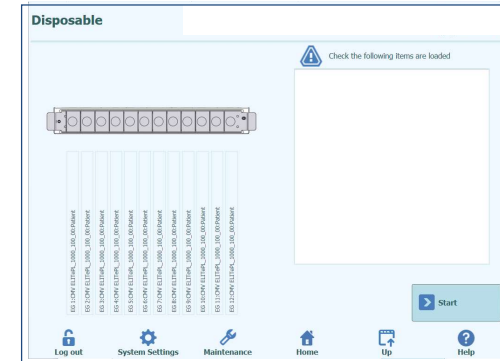 Disposable
Check the following items are loaded
EG 1:CMV ELITePL_1000_100_00:Patient
EG 2:CMV ELITePL_1000_100_00:Patient
EG 3:CMV ELITePL_1000_100_00:Patient
EG 4:CMV ELITePL_1000_100_00:Patient
EG 5:CMV ELITePL_1000_100_00:Patient
EG 6:CMV ELITePL_1000_100_00:Patient
EG 7:CMV ELITePL_1000_100_00:Patient
EG 8:CMV ELITePL_1000_100_00:Patient
EG 9:CMV ELITePL_1000_100_00:Patient
EG 10:CMV ELITePL_1000_100_00:Patient
EG 11:CMV ELITePL_1000_100_00:Patient
EG 12:CMV ELITePL_1000_100_00:Patient
Start
Log out
System Settings
Maintenance
Home
Up
Help